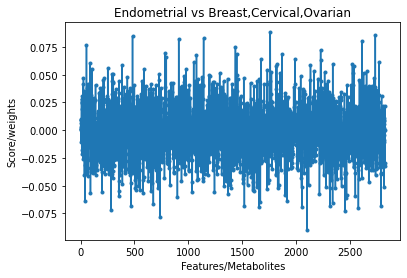 Endometrial vs Breast,Cervical,Ovarian
Score/weights
0.075
0.050
0.025
0.000
−0.025
−0.050
−0.075
0 500 1000 1500 2000 2500
Features/Metabolites